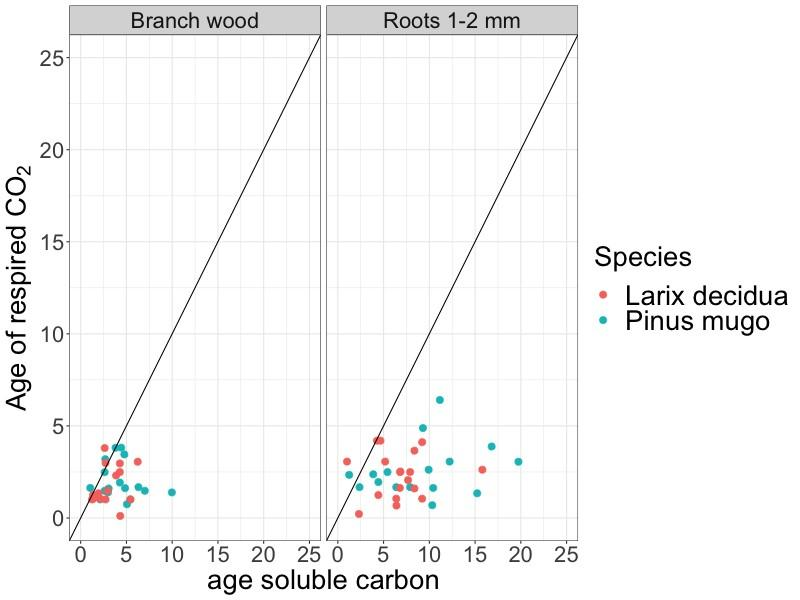 Branch wood
Roots 1-2 mm
Age of respired CO₂
25
20
15
10
5
0
0 5 10 15 20 25
0 5 10 15 20 25
age soluble carbon
Species
Larix decidua
Pinus mugo